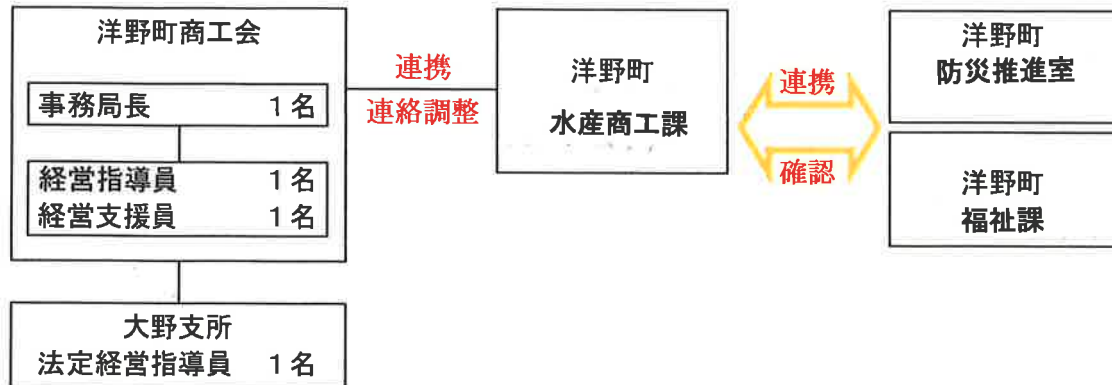 洋野町商工会
事務局長 1名
経営指導員 1名
経営支援員 1名
大野支所
法定経営指導員 1名
連携
連絡調整
洋野町
水産商工課
連携
確認
洋野町
防災推進室
洋野町
福祉課